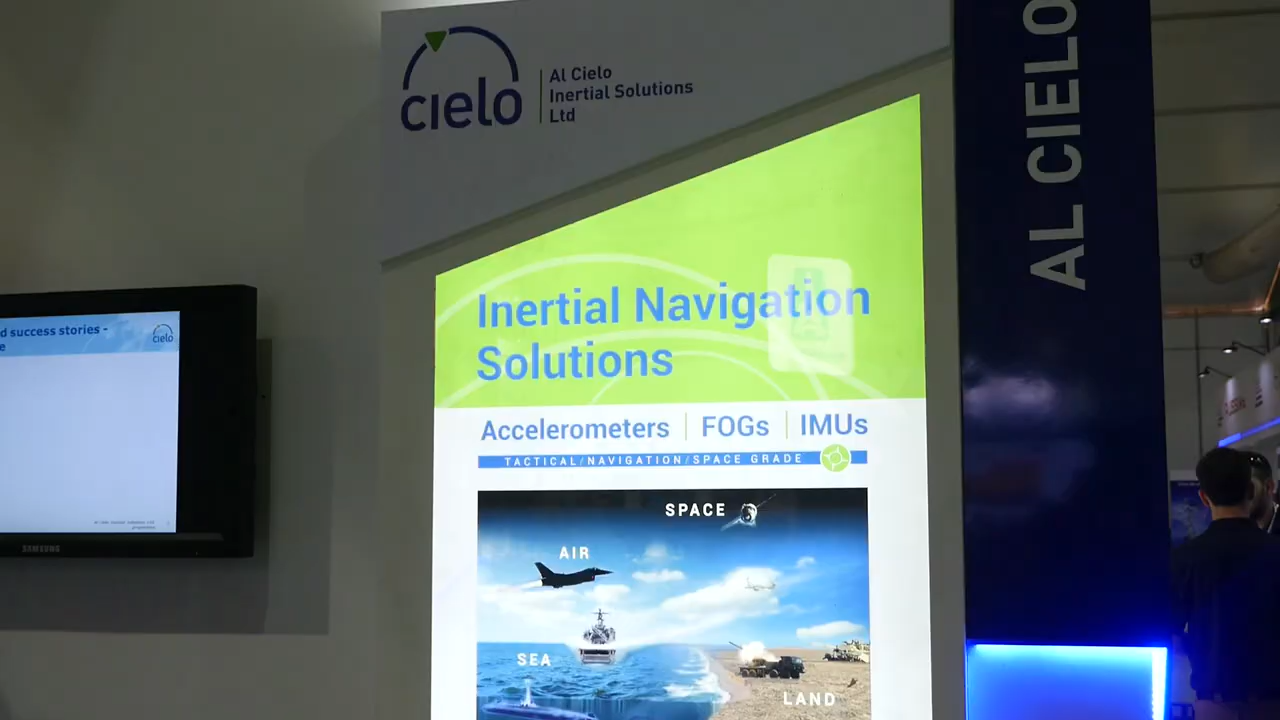 cielo
Al Cielo
Inertial Solutions
Ltd
AL CIELO
Inertial Navigation
Solutions
Accelerometers | FOGs | IMUs
TACTICAL/NAVIGATION/SPACE GRADE
SPACE
AIR
SEA
LAND
d success stories -
e
cielo
SAMSUNG